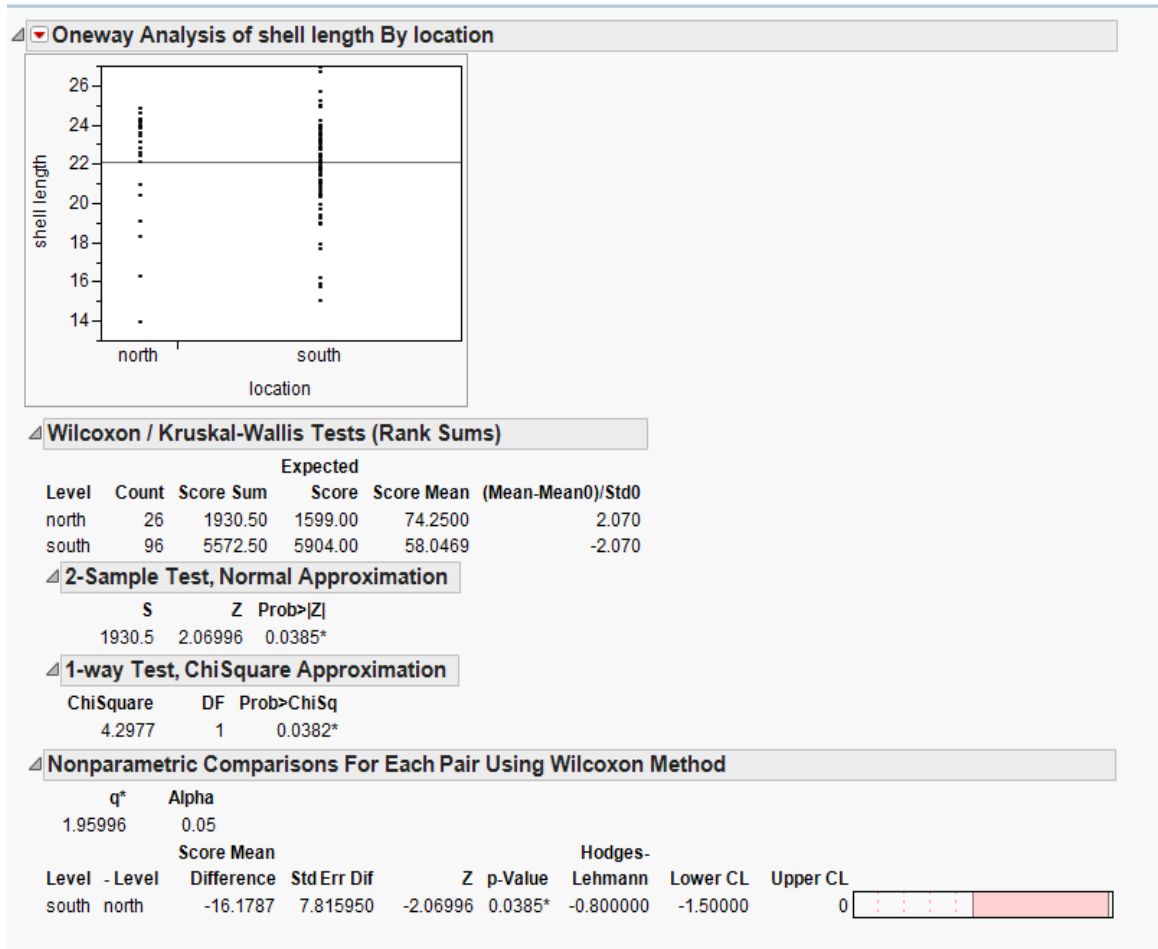 Oneway Analysis of shell length By location
26
24
22
20
18
16
14
shell length
north south
location
Wilcoxon / Kruskal-Wallis Tests (Rank Sums)
Expected
Level Count Score Sum Score Score Mean (Mean-Mean0)/Std0
north 26 1930.50 1599.00 74.2500 2.070
south 96 5572.50 5904.00 58.0469 -2.070
2-Sample Test, Normal Approximation
S Z Prob>|Z|
1930.5 2.06996 0.0385*
1-way Test, ChiSquare Approximation
ChiSquare DF Prob>ChiSq
4.2977 1 0.0382*
Nonparametric Comparisons For Each Pair Using Wilcoxon Method
q* Alpha
1.95996 0.05
Score Mean Hodges-
Level - Level Difference Std Err Dif Z p-Value Lehmann Lower CL Upper CL
south north -16.1787 7.815950 -2.06996 0.0385* -0.800000 -1.50000 0